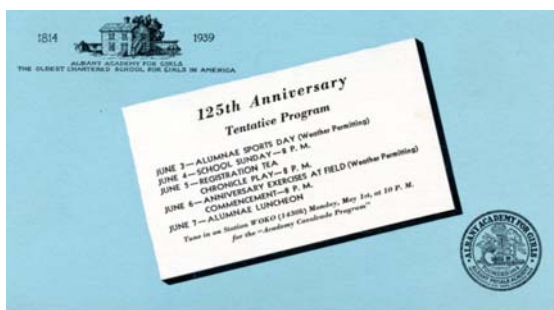 1814 1939
ALBANY ACADEMY FOR GIRLS
THE OLDEST CHARTERED SCHOOL FOR GIRLS IN AMERICA
125th Anniversary
Tentative Program
JUNE 3—ALUMNAE SPORTS DAY (Weather Permitting)
JUNE 4—SCHOOL SUNDAY—8 P. M.
JUNE 5—REGISTRATION TEA
CHRONICLE PLAY—8 P. M.
JUNE 6—ANNIVERSARY EXERCISES AT FIELD (Weather Permitting)
COMMENCEMENT—8 P. M.
JUNE 7—ALUMNAE LUNCHEON
Tune in on Station WOKO (1430k) Monday, May 1st, at 10 P. M.
for the "Academy Cavalcade Program"
ALBANY ACADEMY FOR GIRLS
ALBANY FEMALE ACADEMY